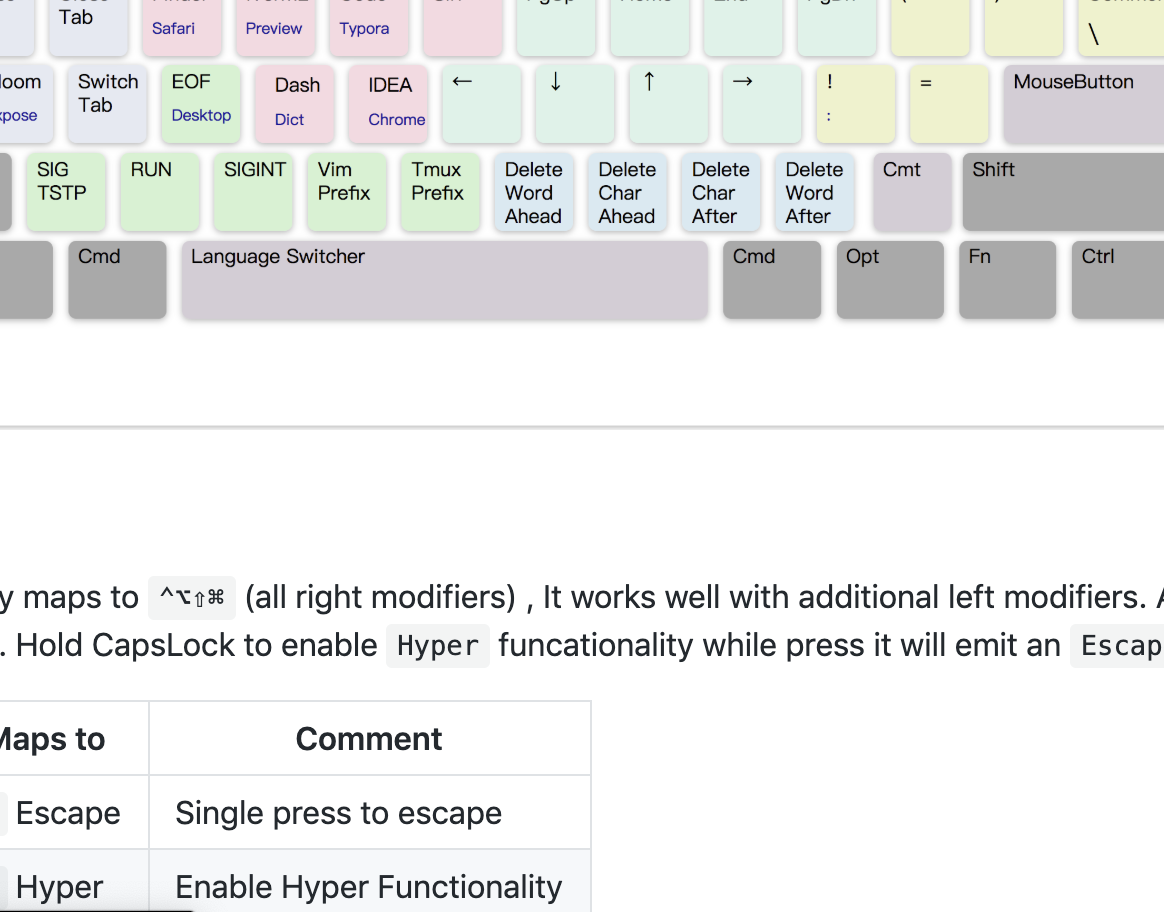 Tab
Safari
Preview
Typora
\
Switch
Tab
EOF
Desktop
Dash
Dict
IDEA
Chrome
←
↓
↑
→
!
:
=
MouseButton
SIG
TSTP
RUN
SIGINT
Vim
Prefix
Tmux
Prefix
Delete
Word
Ahead
Delete
Char
Ahead
Delete
Char
After
Delete
Word
After
Cmt
Shift
Cmd
Language Switcher
Cmd
Opt
Fn
Ctrl
y maps to ⌃⌥⇧⌘ (all right modifiers) , It works well with additional left modifiers.
. Hold CapsLock to enable Hyper funcationality while press it will emit an Escap
Maps to
Comment
Escape
Single press to escape
Hyper
Enable Hyper Functionality